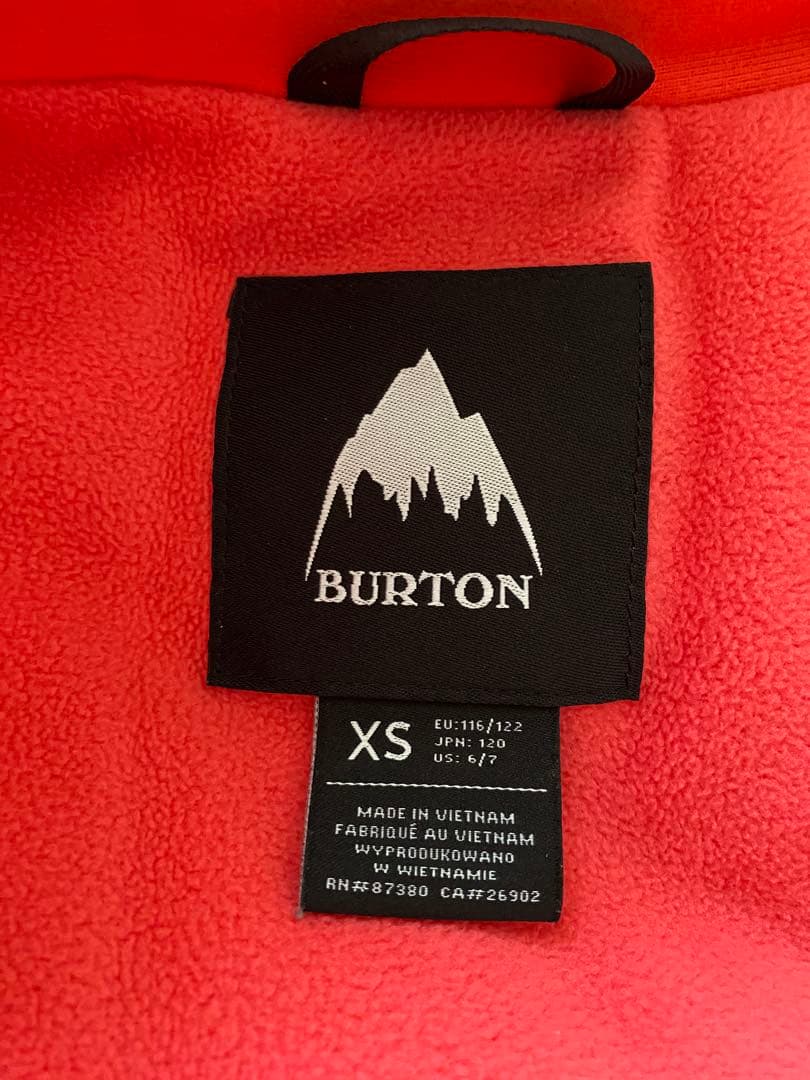 BURTON
XS
EU:116/122
JPN: 120
US: 6/7
MADE IN VIETNAM
FABRIQUÉ AU VIETNAM
WYPRODUKOWANO
W WIETNAMIE
RN#87380 CA#26902